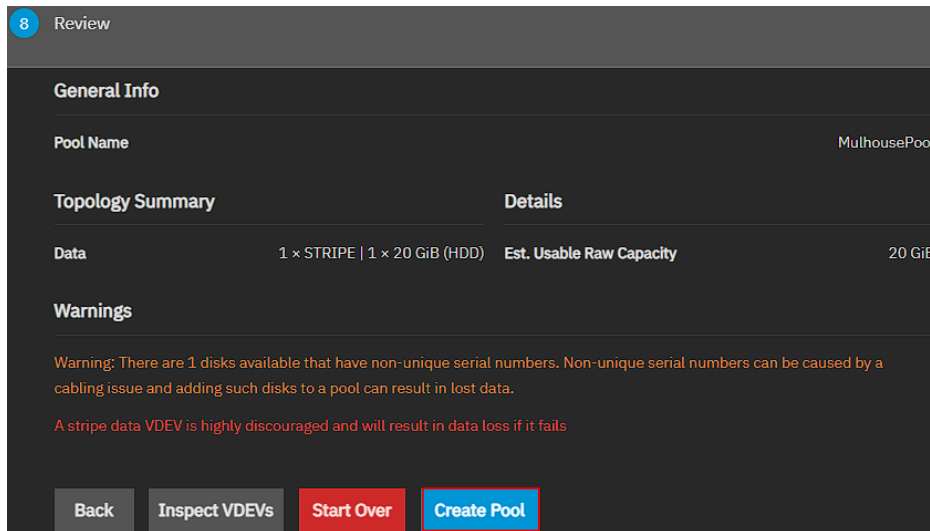 8 Review
General Info
Pool Name MulhousePoo
Topology Summary Details
Data 1 × STRIPE | 1 × 20 GiB (HDD) Est. Usable Raw Capacity 20 GiB
Warnings
Warning: There are 1 disks available that have non-unique serial numbers. Non-unique serial numbers can be caused by a
cabling issue and adding such disks to a pool can result in lost data.
A stripe data VDEV is highly discouraged and will result in data loss if it fails
Back Inspect VDEVs Start Over Create Pool